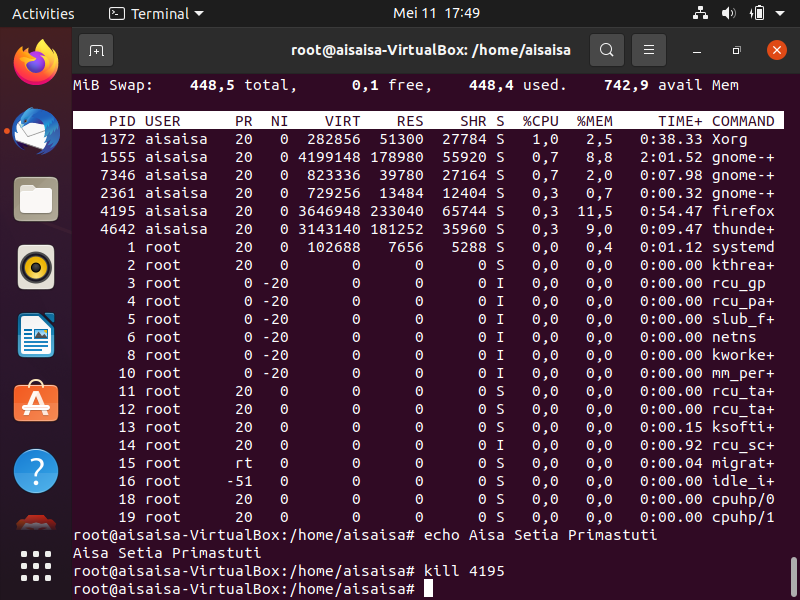 Activities Terminal Mei 11 17:49
root@aisaisa-VirtualBox: /home/aisaisa
MiB Swap: 448,5 total, 0,1 free, 448,4 used. 742,9 avail Mem
PID USER PR NI VIRT RES SHR S %CPU %MEM TIME+ COMMAND
1372 aisaisa 20 0 282856 51300 27784 S 1,0 2,5 0:38.33 Xorg
1555 aisaisa 20 0 4199148 178980 55920 S 0,7 8,8 2:01.52 gnome-+
7346 aisaisa 20 0 823336 39780 27164 S 0,7 2,0 0:07.98 gnome-+
2361 aisaisa 20 0 729256 13484 12404 S 0,3 0,7 0:00.32 gnome-+
4195 aisaisa 20 0 3646948 233040 65744 S 0,3 11,5 0:54.47 firefox
4642 aisaisa 20 0 3143140 181252 35960 S 0,3 9,0 0:09.47 thunde+
1 root 20 0 102688 7656 5288 S 0,0 0,4 0:01.12 systemd
2 root 20 0 0 0 0 S 0,0 0,0 0:00.00 kthrea+
3 root 0 -20 0 0 0 I 0,0 0,0 0:00.00 rcu_gp
4 root 0 -20 0 0 0 I 0,0 0,0 0:00.00 rcu_pa+
5 root 0 -20 0 0 0 I 0,0 0,0 0:00.00 slub_f+
6 root 0 -20 0 0 0 I 0,0 0,0 0:00.00 netns
8 root 0 -20 0 0 0 I 0,0 0,0 0:00.00 kworke+
10 root 0 -20 0 0 0 I 0,0 0,0 0:00.00 mm_per+
11 root 20 0 0 0 0 S 0,0 0,0 0:00.00 rcu_ta+
12 root 20 0 0 0 0 S 0,0 0,0 0:00.00 rcu_ta+
13 root 20 0 0 0 0 S 0,0 0,0 0:00.15 ksofti+
14 root 20 0 0 0 0 I 0,0 0,0 0:00.92 rcu_sc+
15 root rt 0 0 0 0 S 0,0 0,0 0:00.04 migrat+
16 root -51 0 0 0 0 S 0,0 0,0 0:00.00 idle_i+
18 root 20 0 0 0 0 S 0,0 0,0 0:00.00 cpuhp/0
19 root 20 0 0 0 0 S 0,0 0,0 0:00.00 cpuhp/1
root@aisaisa-VirtualBox:/home/aisaisa# echo Aisa Setia Primastuti
Aisa Setia Primastuti
root@aisaisa-VirtualBox:/home/aisaisa# kill 4195
root@aisaisa-VirtualBox:/home/aisaisa#